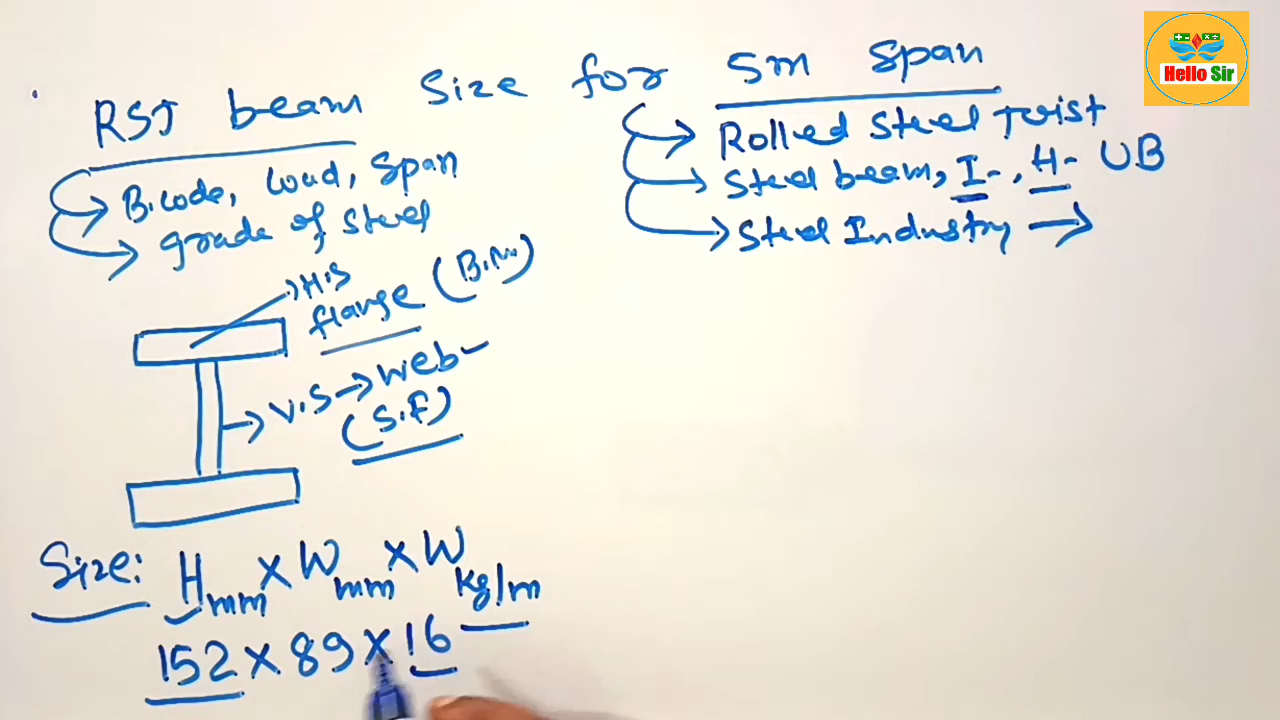 RSJ beam Size for 5m Span
B.code, Load, Span
grade of Steel
Rolled Steel Twist
Steel beam, I-, H- UB
Steel Industry
H.S
flange (B.M)
V.S → Web
(S.F)
Size: Hmm × Wmm × W kg/m
152 × 89 × 16
Hello Sir